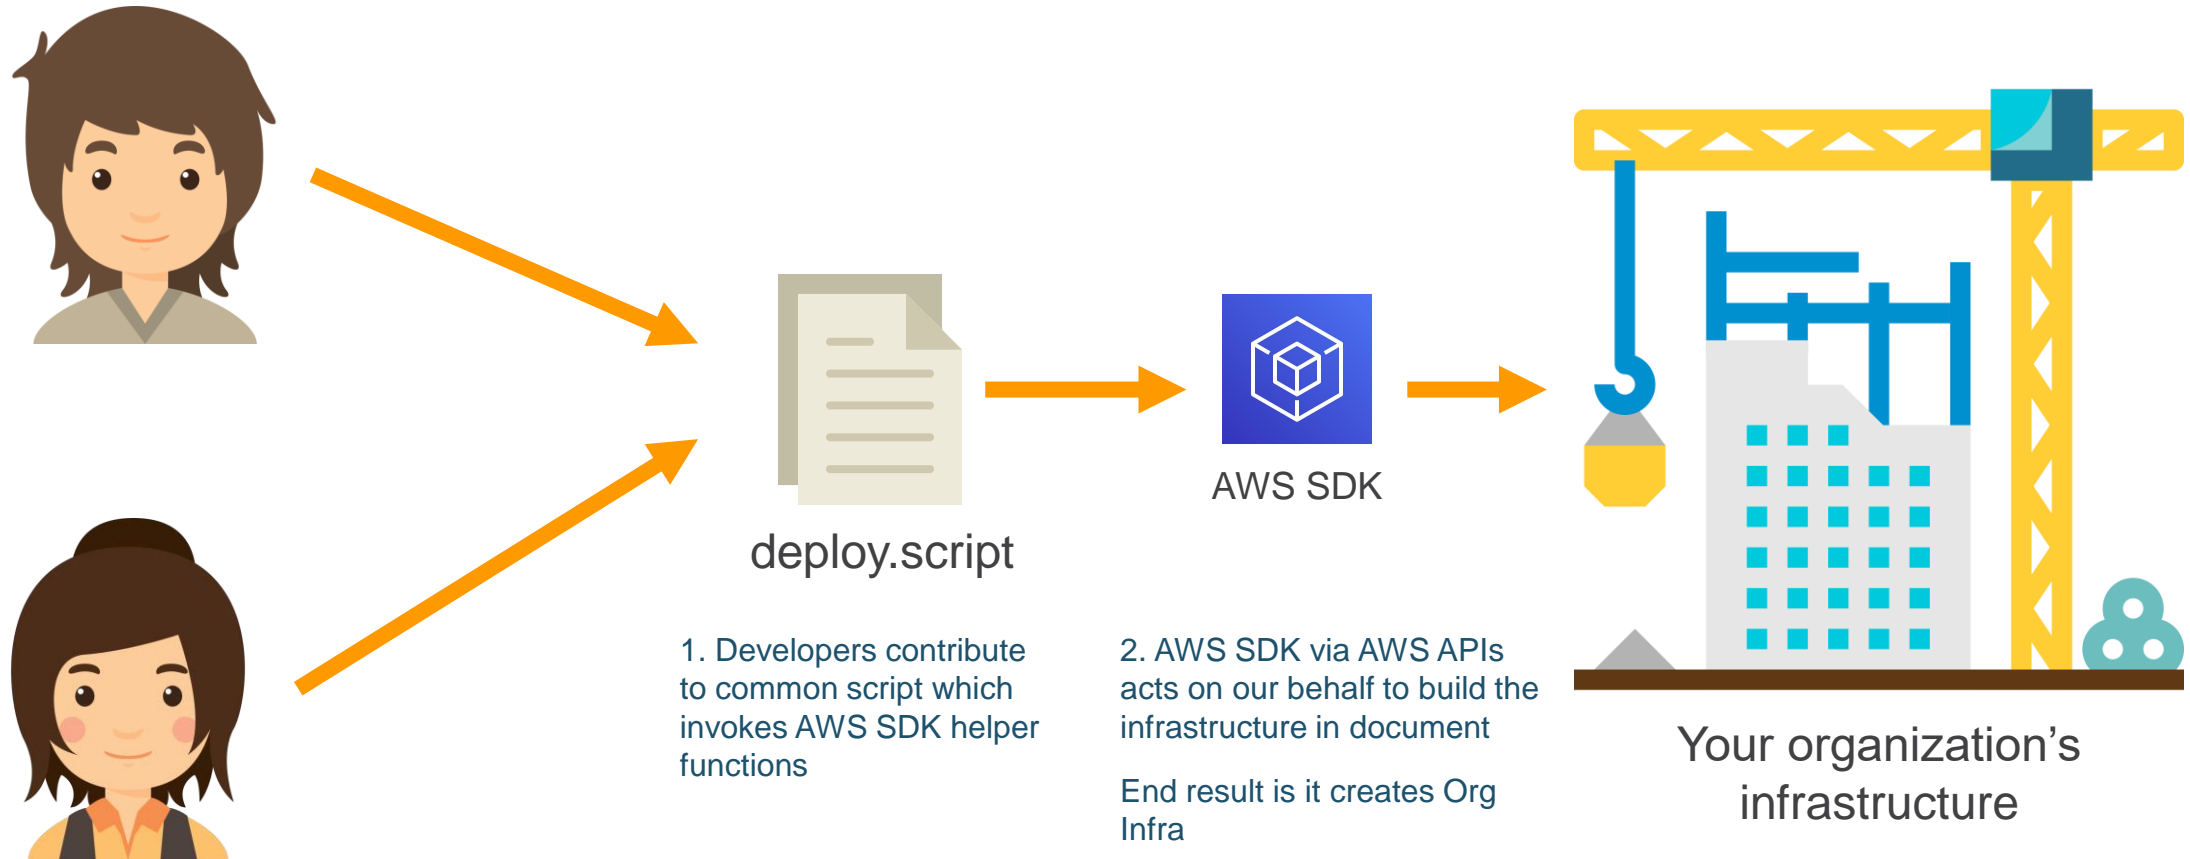 deploy.script
AWS SDK
1. Developers contribute
to common script which
invokes AWS SDK helper
functions
2. AWS SDK via AWS APIs
acts on our behalf to build the
infrastructure in document
End result is it creates Org
Infra
Your organization’s
infrastructure